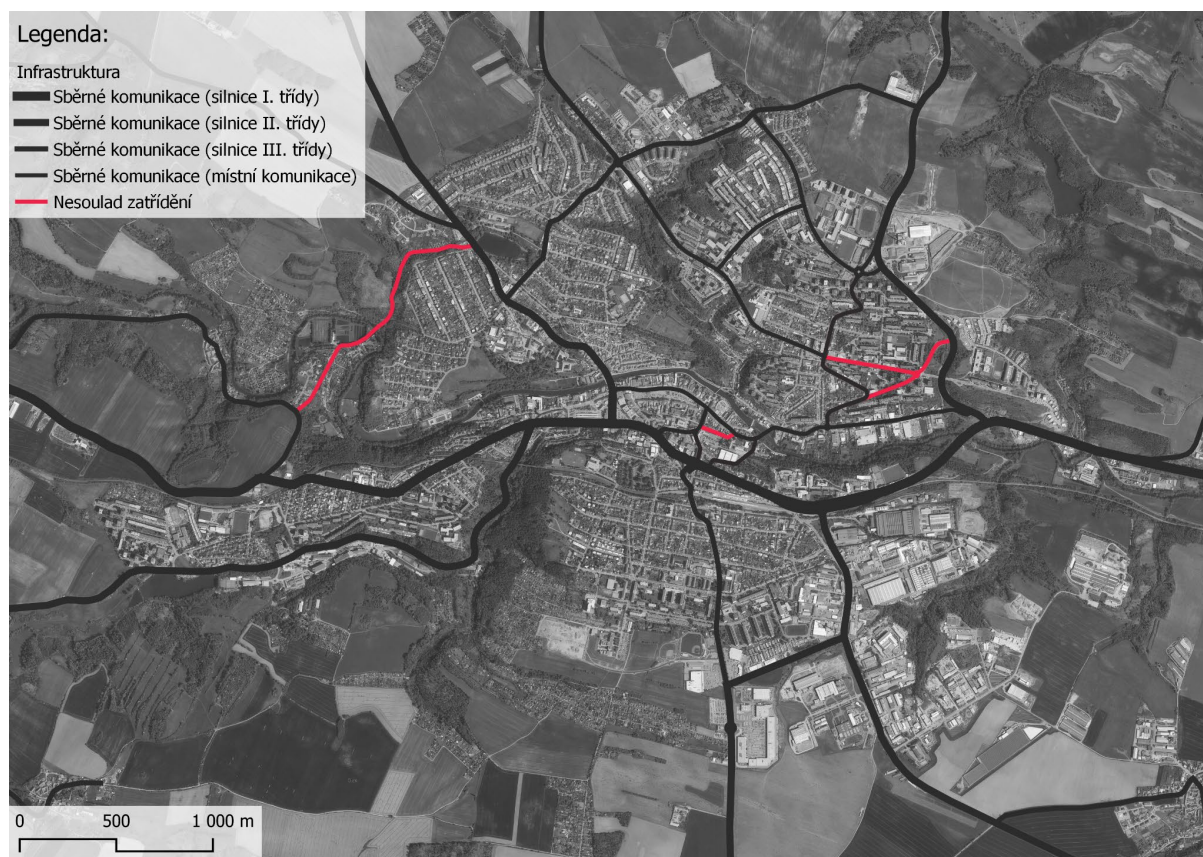 Legenda:
Infrastruktura
Sběrné komunikace (silnice I. třídy)
Sběrné komunikace (silnice II. třídy)
Sběrné komunikace (silnice III. třídy)
Sběrné komunikace (místní komunikace)
Nesoulad zatřídění
0 500 1 000 m